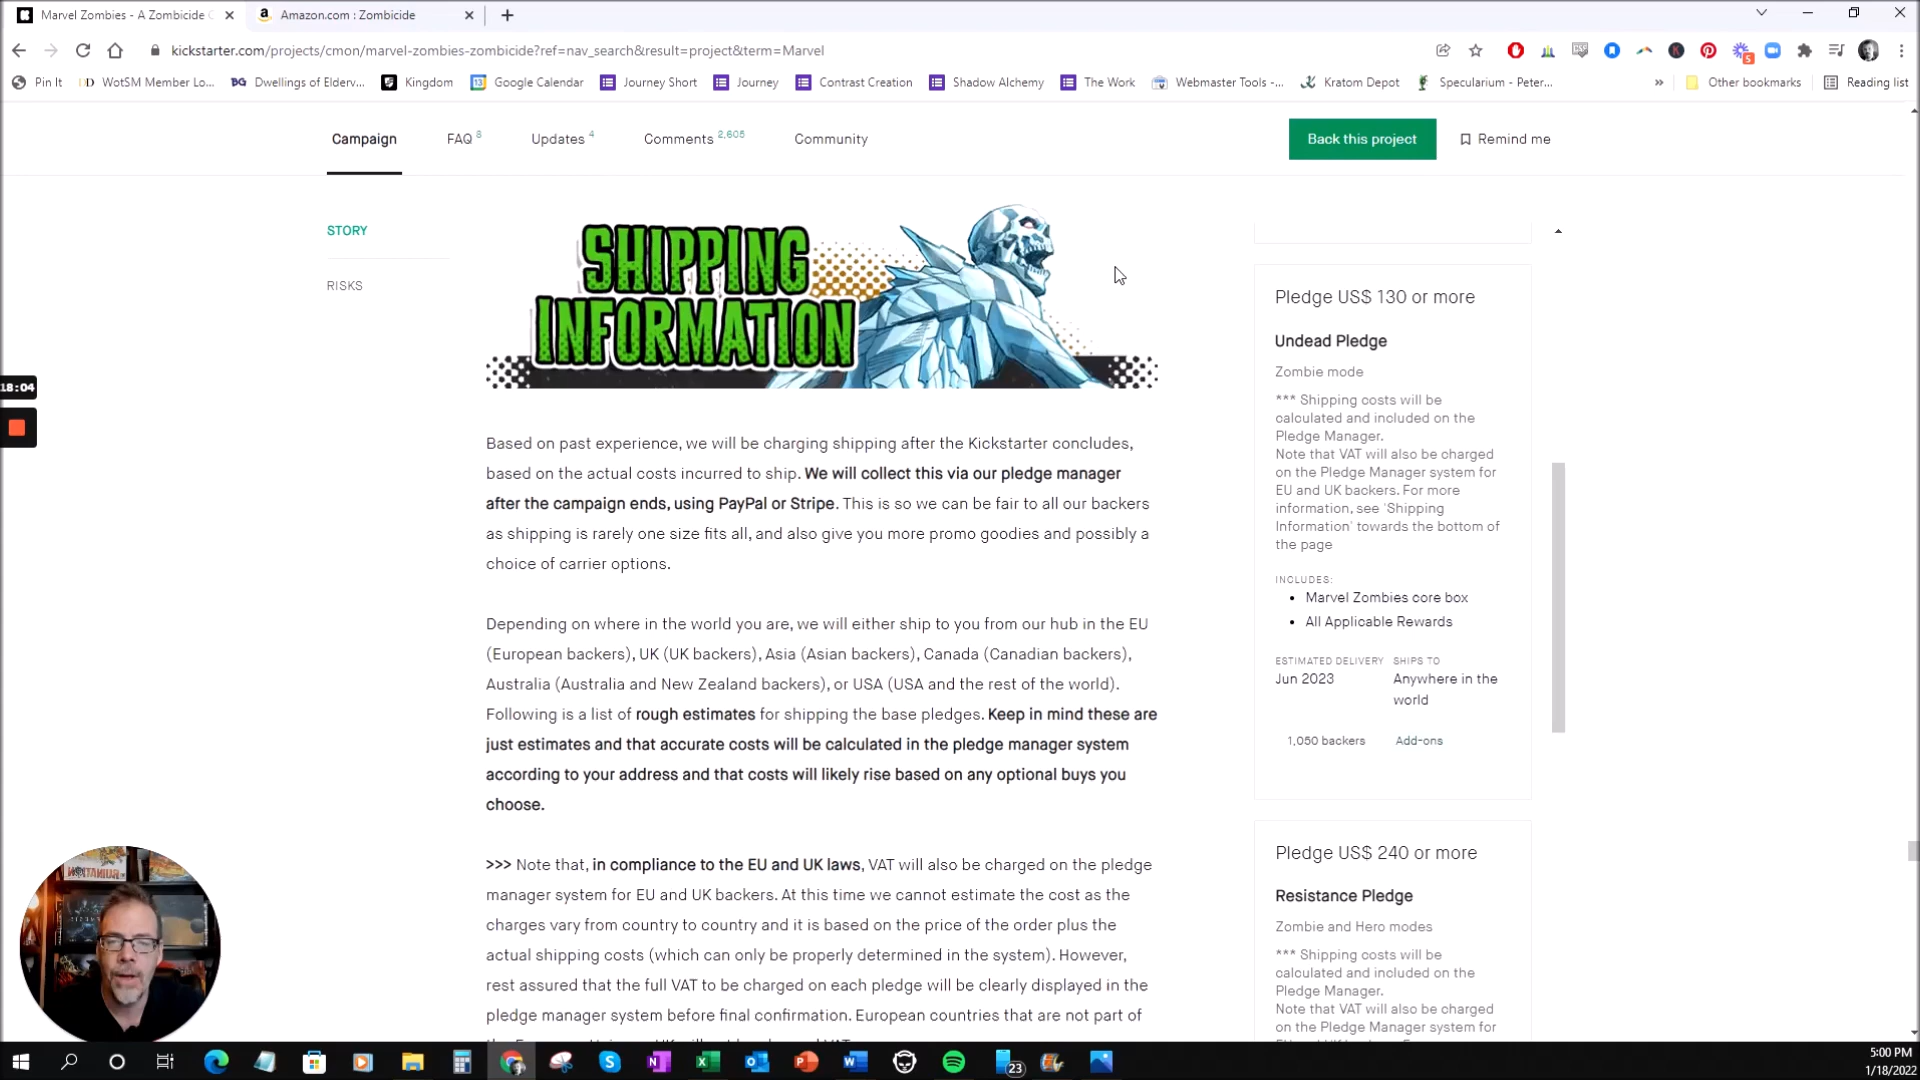 Marvel Zombies - A Zombicide
Amazon.com : Zombicide
kickstarter.com/projects/cmon/marvel-zombies-zombicide?ref=nav_search&result=project&term=Marvel
5
Pin It
WotSM Member Lo...
Dwellings of Elderv...
Kingdom
Google Calendar
Journey Short
Journey
Contrast Creation
Shadow Alchemy
The Work
Webmaster Tools -...
Kratom Depot
Specularium - Peter...
»
Other bookmarks
Reading list
Campaign
FAQ 8
Updates 4
Comments 2,605
Community
Back this project
Remind me
STORY
RISKS
SHIPPING
INFORMATION
18:04
Based on past experience, we will be charging shipping after the Kickstarter concludes,
based on the actual costs incurred to ship. We will collect this via our pledge manager
after the campaign ends, using PayPal or Stripe. This is so we can be fair to all our backers
as shipping is rarely one size fits all, and also give you more promo goodies and possibly a
choice of carrier options.
Depending on where in the world you are, we will either ship to you from our hub in the EU
(European backers), UK (UK backers), Asia (Asian backers), Canada (Canadian backers),
Australia (Australia and New Zealand backers), or USA (USA and the rest of the world).
Following is a list of rough estimates for shipping the base pledges. Keep in mind these are
just estimates and that accurate costs will be calculated in the pledge manager system
according to your address and that costs will likely rise based on any optional buys you
choose.
>>> Note that, in compliance to the EU and UK laws, VAT will also be charged on the pledge
manager system for EU and UK backers. At this time we cannot estimate the cost as the
charges vary from country to country and it is based on the price of the order plus the
actual shipping costs (which can only be properly determined in the system). However,
rest assured that the full VAT to be charged on each pledge will be clearly displayed in the
pledge manager system before final confirmation. European countries that are not part of
Pledge US$ 130 or more
Undead Pledge
Zombie mode
*** Shipping costs will be
calculated and included on the
Pledge Manager.
Note that VAT will also be charged
on the Pledge Manager system for
EU and UK backers. For more
information, see 'Shipping
Information' towards the bottom of
the page
INCLUDES:
• Marvel Zombies core box
• All Applicable Rewards
ESTIMATED DELIVERY
Jun 2023
SHIPS TO
Anywhere in the
world
1,050 backers
Add-ons
Pledge US$ 240 or more
Resistance Pledge
Zombie and Hero modes
*** Shipping costs will be
calculated and included on the
Pledge Manager.
Note that VAT will also be charged
on the Pledge Manager system for
23
5:00 PM
1/18/2022